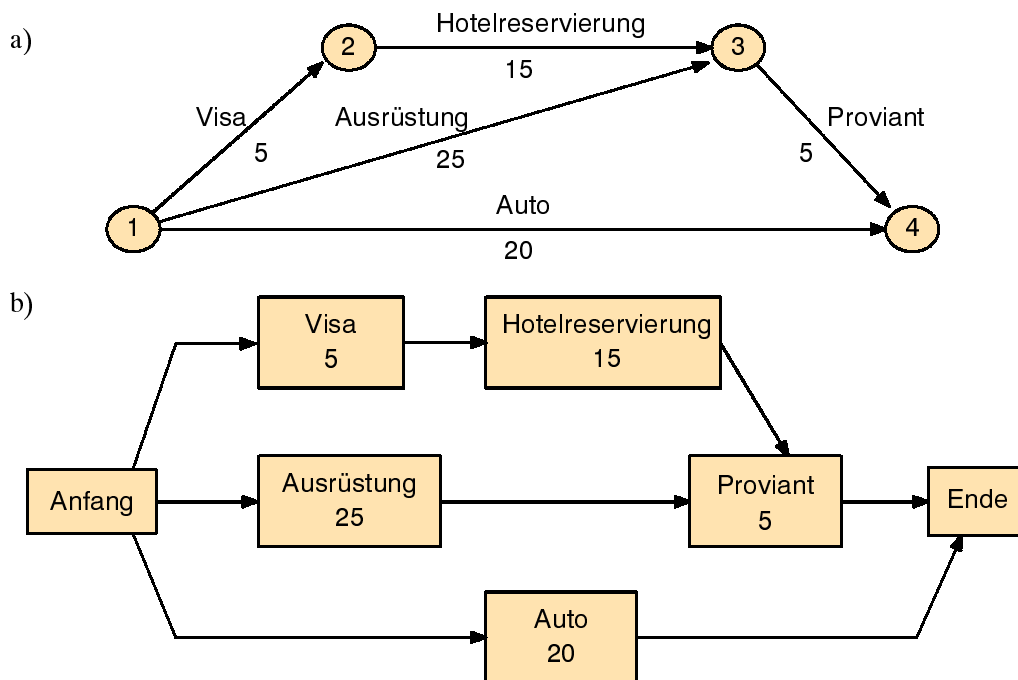 a)
Hotelreservierung
2
3
15
Visa
Ausrüstung
Proviant
5
25
5
Auto
1
4
20
b)
Visa
5
Hotelreservierung
15
Anfang
Ausrüstung
25
Proviant
5
Ende
Auto
20